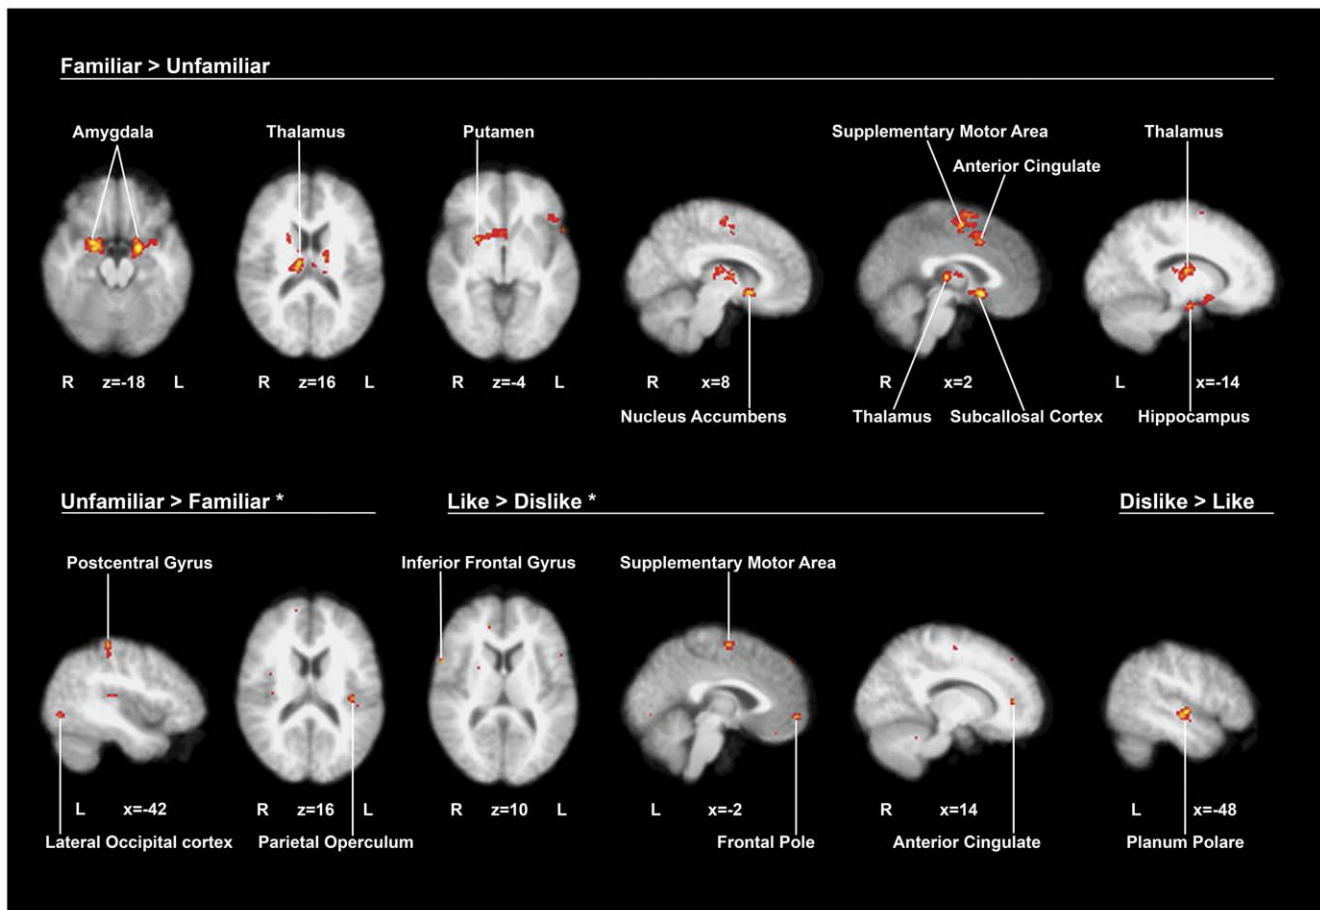 Familiar > Unfamiliar
Amygdala Thalamus Putamen Supplementary Motor Area Thalamus
Anterior Cingulate
R z=-18 L R z=16 L R z=-4 L R x=8 R x=2 L x=-14
Nucleus Accumbens Thalamus Subcallosal Cortex Hippocampus
Unfamiliar > Familiar * Like > Dislike * Dislike > Like
Postcentral Gyrus Inferior Frontal Gyrus Supplementary Motor Area
L x=-42 R z=16 L R z=10 L L x=-2 R x=14 L x=-48
Lateral Occipital cortex Parietal Operculum Frontal Pole Anterior Cingulate Planum Polare